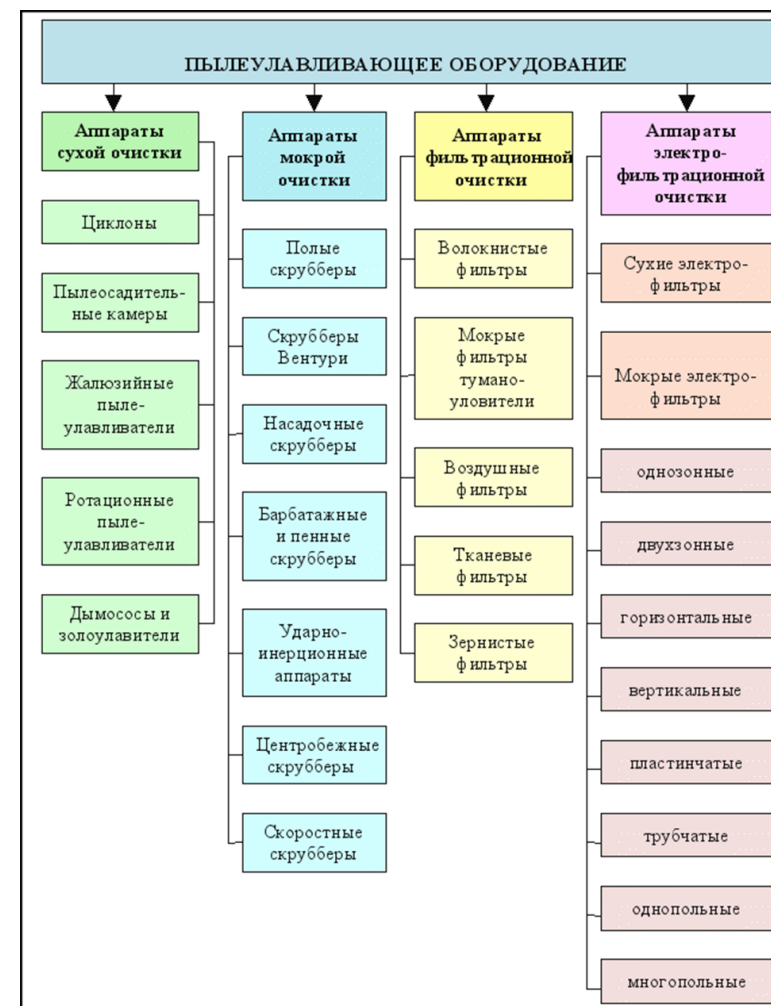 ПЫЛЕУЛАВЛИВАЮЩЕЕ ОБОРУДОВАНИЕ
Аппараты
сухой очистки
Циклоны
Пылеосадитель-
ные камеры
Жалюзийные
пыле-
улавливатели
Ротационные
пыле-
улавливатели
Дымососы и
золоулавители
Аппараты
мокрой
очистки
Полые
скрубберы
Скрубберы
Вентури
Насадочные
скрубберы
Барбатажные
и пенные
скрубберы
Ударно-
инерционные
аппараты
Центробежные
скрубберы
Скоростные
скрубберы
Аппараты
фильтрационной
очистки
Волокнистые
фильтры
Мокрые
фильтры
тумано-
уловители
Воздушные
фильтры
Тканевые
фильтры
Зернистые
фильтры
Аппараты
электро-
фильтрационной
очистки
Сухие электро-
фильтры
Мокрые электро-
фильтры
однозонные
двухзонные
горизонтальные
вертикальные
пластинчатые
трубчатые
однопольные
многопольные